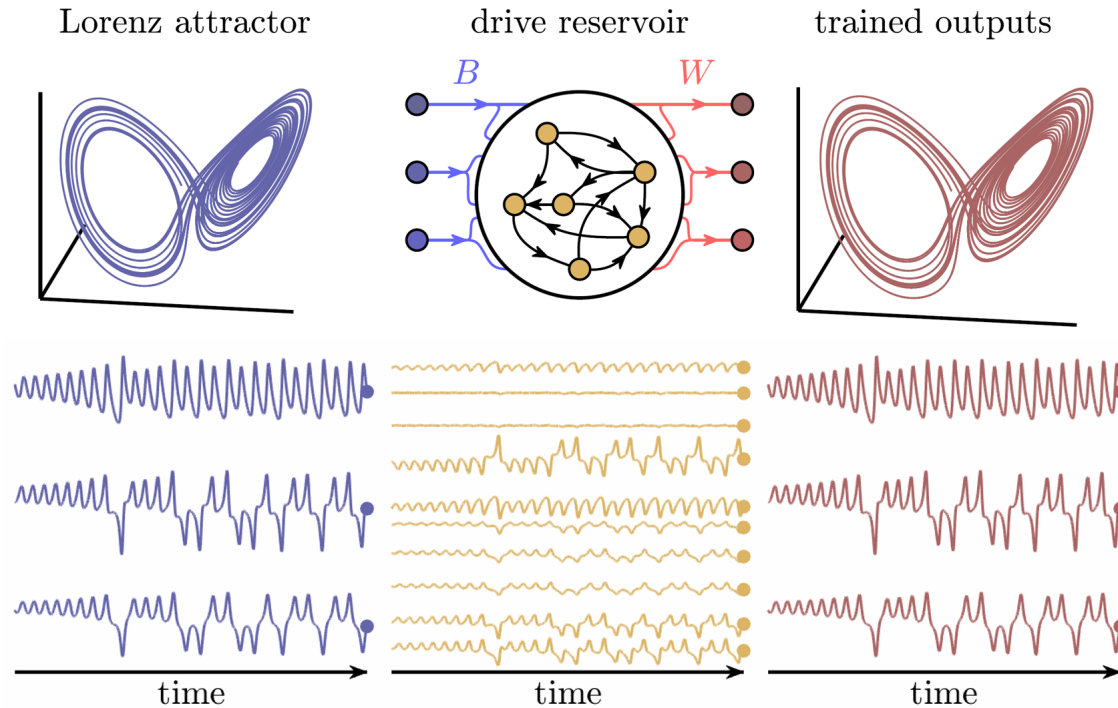 Lorenz attractor
drive reservoir
trained outputs
B
W
time
time
time